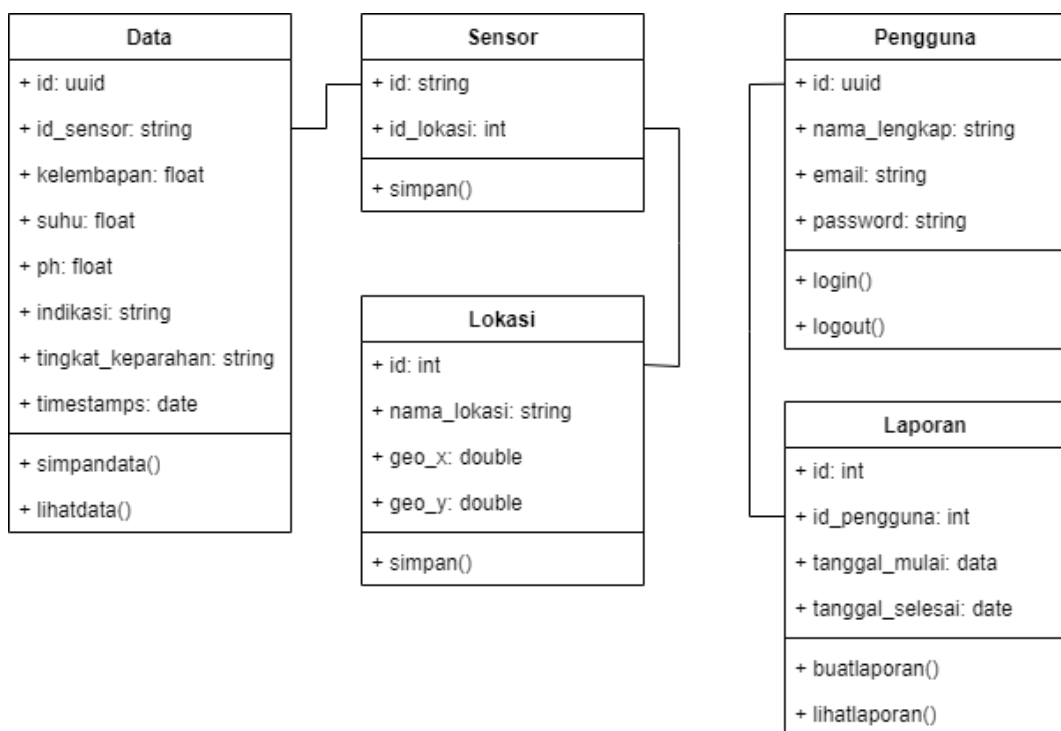 Data
+ id: uuid
+ id_sensor: string
+ kelembapan: float
+ suhu: float
+ ph: float
+ indikasi: string
+ tingkat_keparahan: string
+ timestamps: date
+ simpandata()
+ lihatdata()
Sensor
+ id: string
+ id_lokasi: int
+ simpan()
Lokasi
+ id: int
+ nama_lokasi: string
+ geo_x: double
+ geo_y: double
+ simpan()
Pengguna
+ id: uuid
+ nama_lengkap: string
+ email: string
+ password: string
+ login()
+ logout()
Laporan
+ id: int
+ id_pengguna: int
+ tanggal_mulai: data
+ tanggal_selesai: date
+ buatlaporan()
+ lihatlaporan()